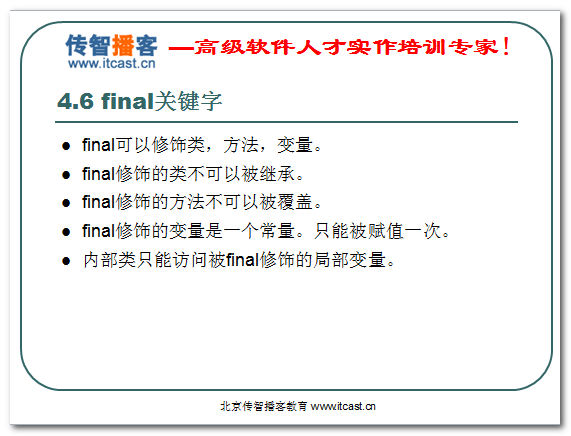 传智播客 —高级软件人才实作培训专家!
www.itcast.cn
4.6 final关键字
● final可以修饰类，方法，变量。
● final修饰的类不可以被继承。
● final修饰的方法不可以被覆盖。
● final修饰的变量是一个常量。只能被赋值一次。
● 内部类只能访问被final修饰的局部变量。
北京传智播客教育 www.itcast.cn